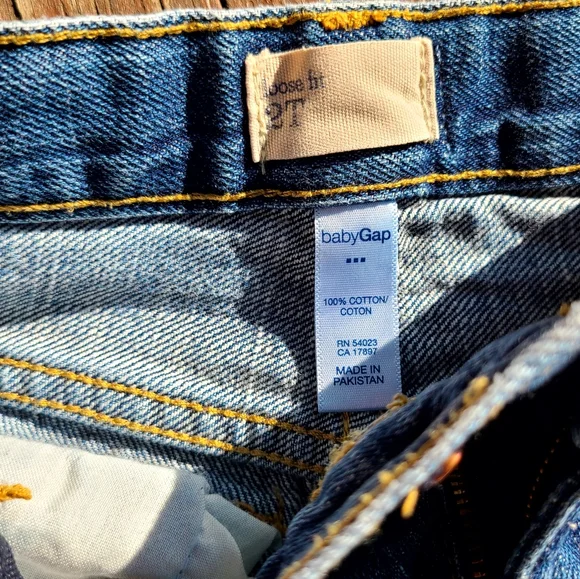 loose fit
2T
babyGap
100% COTTON/
COTON
RN 54023
CA 17897
MADE IN
PAKISTAN